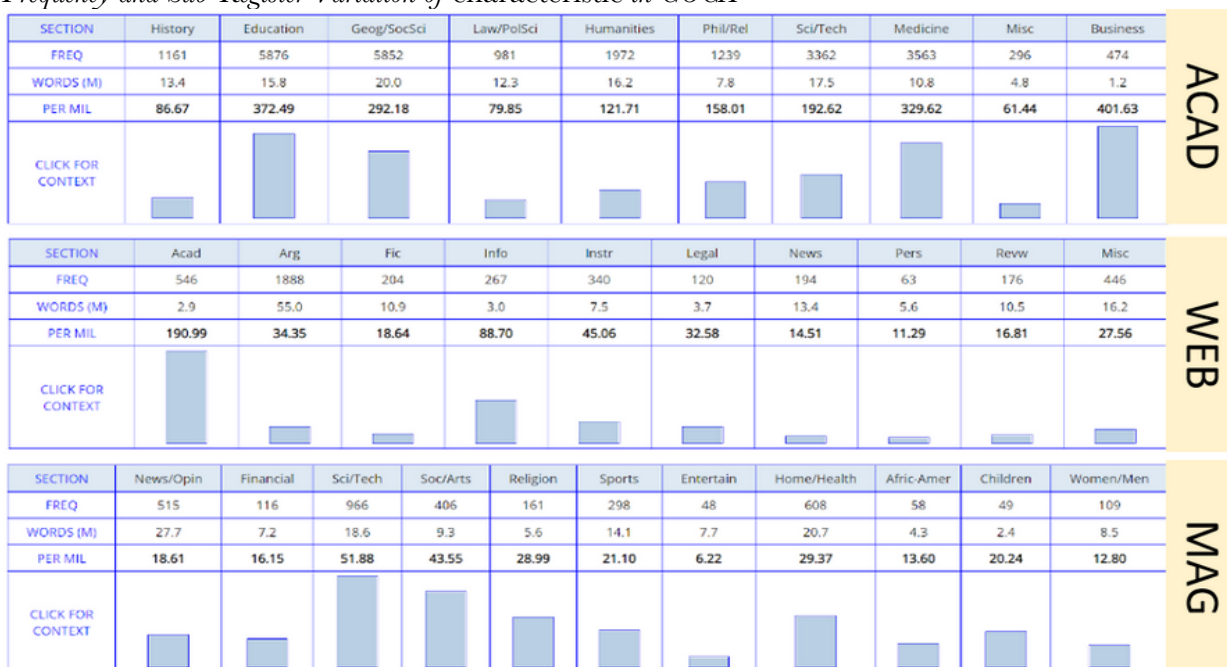 Frequency and Sub-Register Variation of Characteristic in COCA
SECTION History Education Geog/SocSci Law/PolSci Humanities Phil/Rel Sci/Tech Medicine Misc Business
FREQ 1161 5876 5852 981 1972 1239 3362 3563 296 474
WORDS (M) 13.4 15.8 20.0 12.3 16.2 7.8 17.5 10.8 4.8 1.2
PER MIL 86.67 372.49 292.18 79.85 121.71 158.01 192.62 329.62 61.44 401.63
CLICK FOR
CONTEXT
ACAD
SECTION Acad Arg Fic Info Instr Legal News Pers Revw Misc
FREQ 546 1888 204 267 340 120 194 63 176 446
WORDS (M) 2.9 55.0 10.9 3.0 7.5 3.7 13.4 5.6 10.5 16.2
PER MIL 190.99 34.35 18.64 88.70 45.06 32.58 14.51 11.29 16.81 27.56
CLICK FOR
CONTEXT
WEB
SECTION News/Opin Financial Sci/Tech Soc/Arts Religion Sports Entertain Home/Health Afric-Amer Children Women/Men
FREQ 515 116 966 406 161 298 48 608 58 49 109
WORDS (M) 27.7 7.2 18.6 9.3 5.6 14.1 7.7 20.7 4.3 2.4 8.5
PER MIL 18.61 16.15 51.88 43.55 28.99 21.10 6.22 29.37 13.60 20.24 12.80
CLICK FOR
CONTEXT
MAG